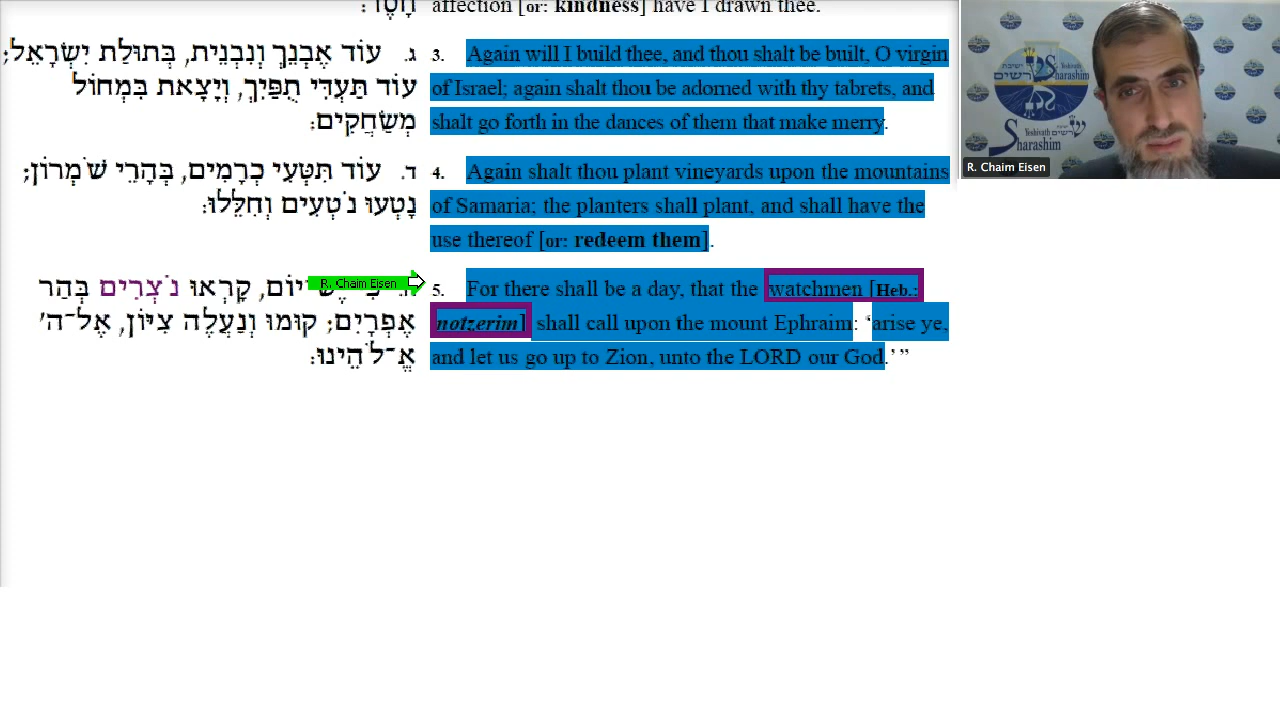 חָסֶד:
affection [or: kindness] have I drawn thee.
ג. עוֹד אֶבְנֵךְ וְנִבְנֵית, בְּתוּלַת יִשְׂרָאֵל;
עוֹד תַּעְדִּי תֻפַּיִךְ, וְיָצָאת בִּמְחוֹל
מְשַׂחֲקִים:
3. Again will I build thee, and thou shalt be built, O virgin
of Israel; again shalt thou be adorned with thy tabrets, and
shalt go forth in the dances of them that make merry.
ד. עוֹד תִּטְּעִי כְרָמִים, בְּהָרֵי שֹׁמְרוֹן;
נָטְעוּ נֹטְעִים וְחִלֵּלוּ:
4. Again shalt thou plant vineyards upon the mountains
of Samaria; the planters shall plant, and shall have the
use thereof [or: redeem them].
יוֹם, קָרְאוּ נֹצְרִים בְּהַר
אֶפְרָיִם; קוּמוּ וְנַעֲלֶה צִיּוֹן, אֶל־ה'
אֱ־לֹהֵינוּ:
R. Chaim Eisen
5. For there shall be a day, that the watchmen [Heb.:
notzerim] shall call upon the mount Ephraim: ‘arise ye,
and let us go up to Zion, unto the LORD our God.’”
Sharashim
Yeshivath שרשים
Sharashim
R. Chaim Eisen